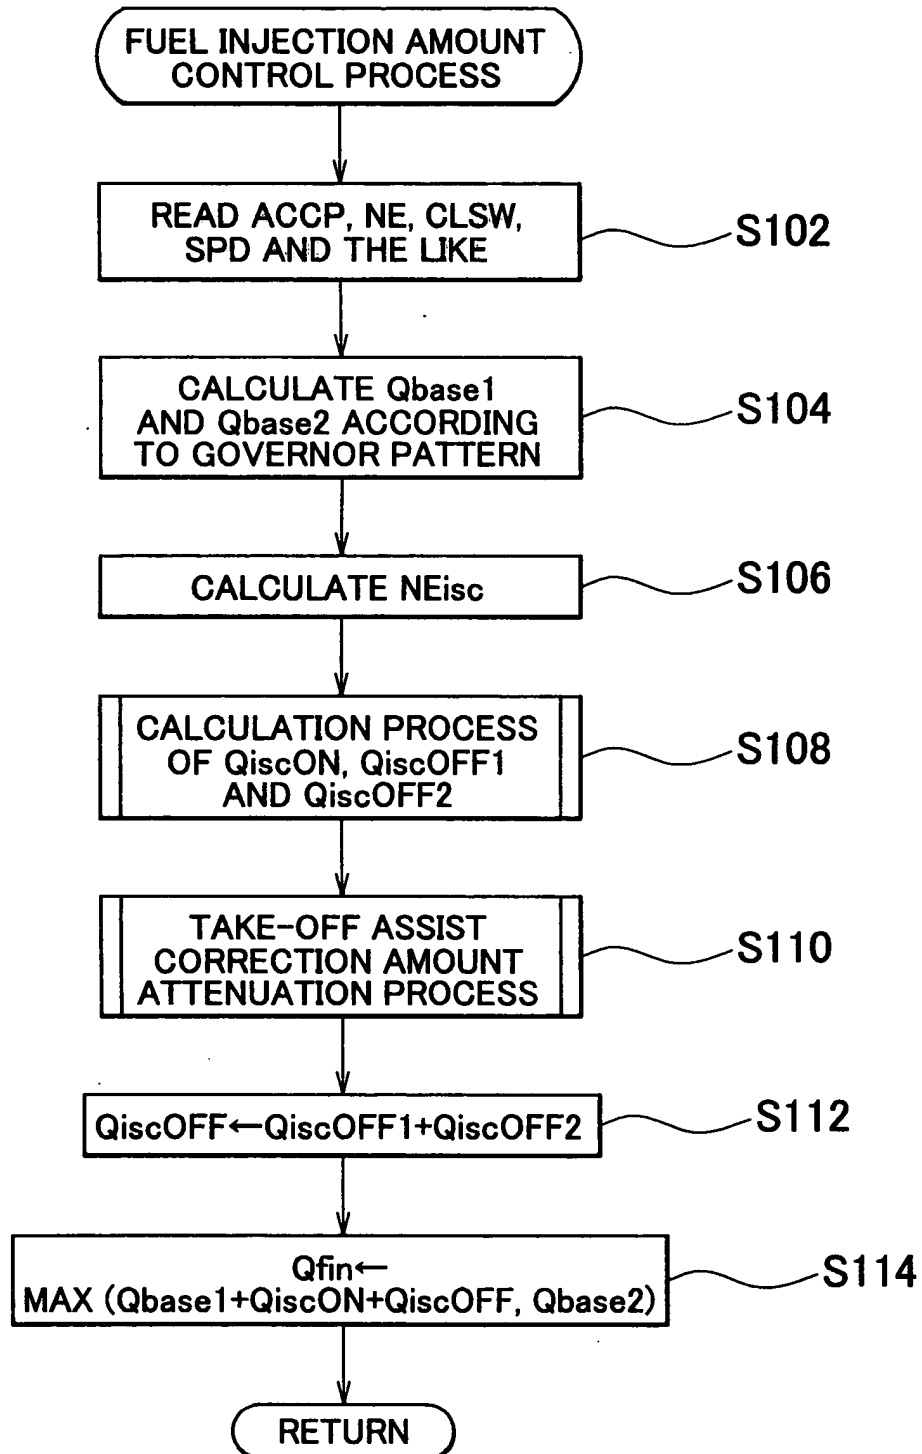 FUEL INJECTION AMOUNT
CONTROL PROCESS
READ ACCP, NE, CLSW,
SPD AND THE LIKE
S102
CALCULATE Qbase1
AND Qbase2 ACCORDING
TO GOVERNOR PATTERN
S104
CALCULATE NEisc
S106
CALCULATION PROCESS
OF QiscON, QiscOFF1
AND QiscOFF2
S108
TAKE-OFF ASSIST
CORRECTION AMOUNT
ATTENUATION PROCESS
S110
QiscOFF←QiscOFF1+QiscOFF2
S112
Qfin←
MAX (Qbase1+QiscON+QiscOFF, Qbase2)
S114
RETURN